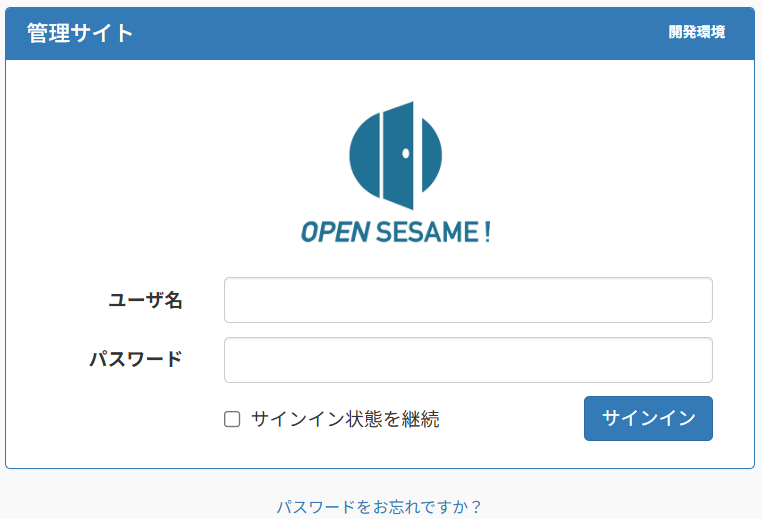 管理サイト 開発環境
OPEN SESAME!
ユーザ名
パスワード
サインイン状態を継続 サインイン
パスワードをお忘れですか？